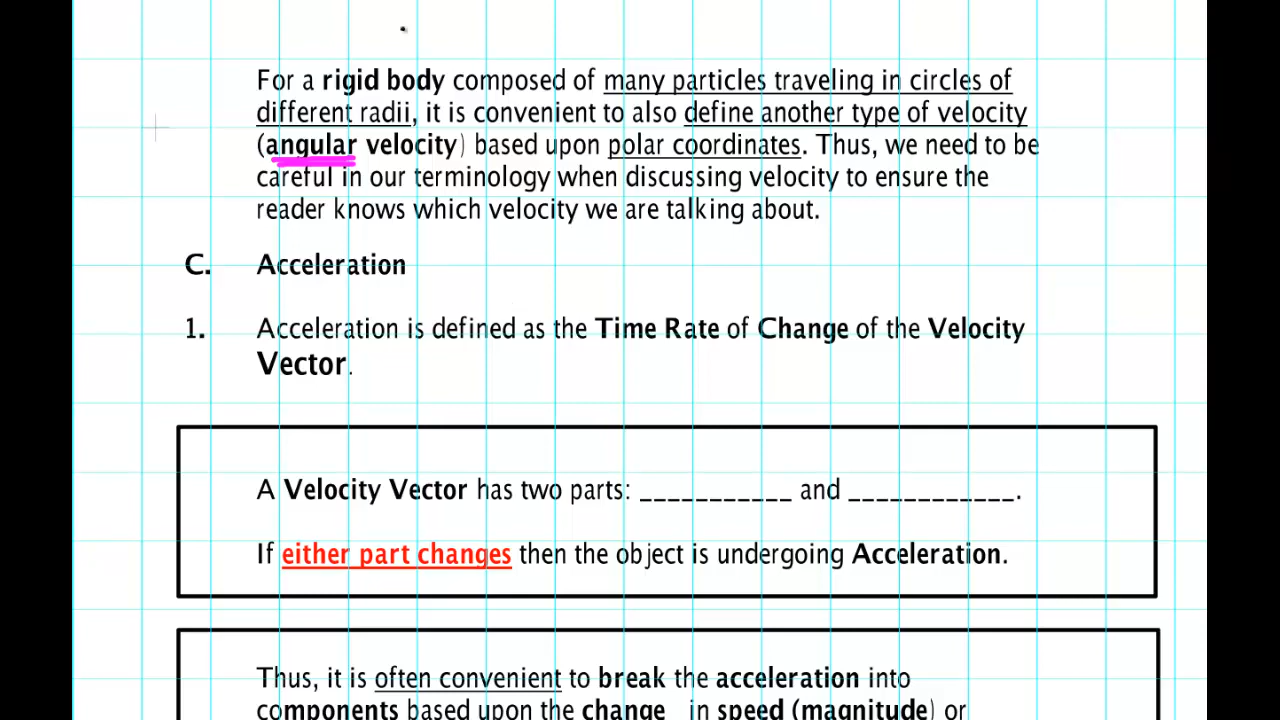 For a rigid body composed of many particles traveling in circles of
different radii, it is convenient to also define another type of velocity
(angular velocity) based upon polar coordinates. Thus, we need to be
careful in our terminology when discussing velocity to ensure the
reader knows which velocity we are talking about.
C. Acceleration
1. Acceleration is defined as the Time Rate of Change of the Velocity
Vector.
A Velocity Vector has two parts: ___________ and ____________.
If either part changes then the object is undergoing Acceleration.
Thus, it is often convenient to break the acceleration into
components based upon the change in speed (magnitude) or